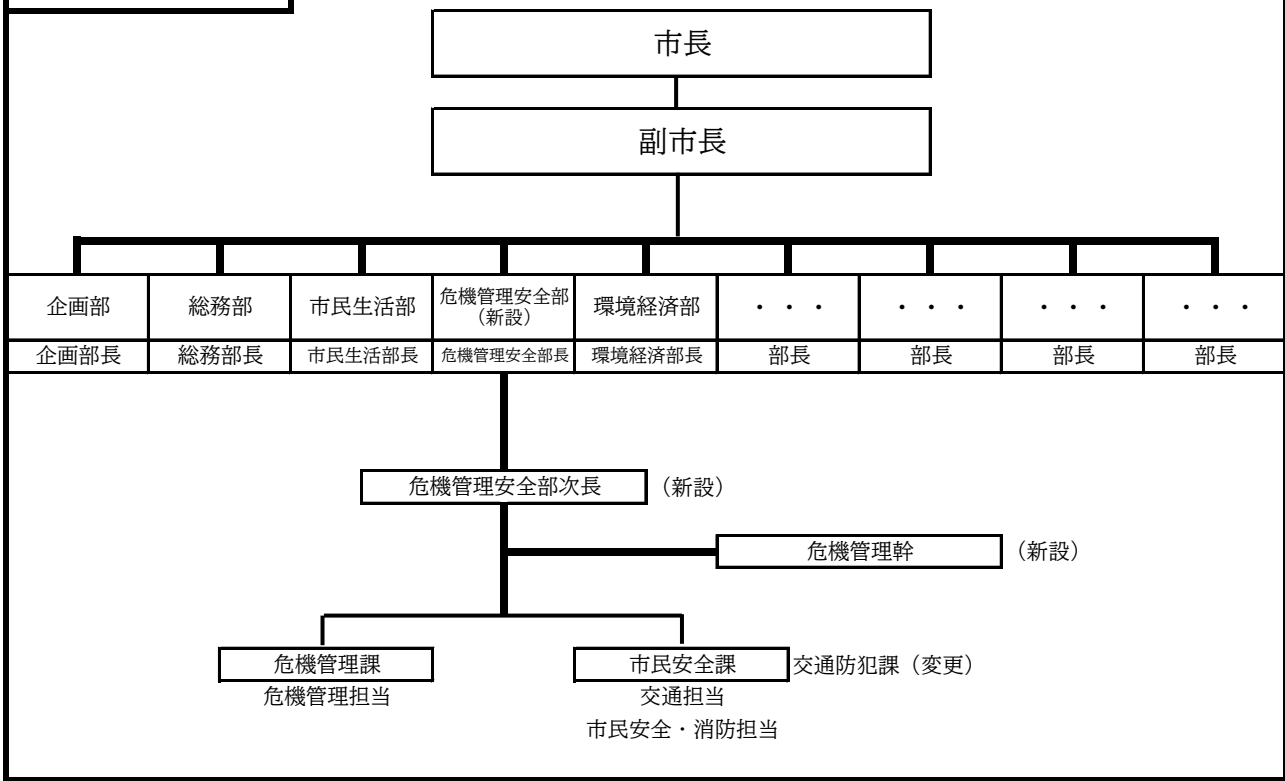 市長
副市長
企画部
総務部
市民生活部
危機管理安全部
（新設）
環境経済部
・・・
・・・
・・・
・・・
企画部長
総務部長
市民生活部長
危機管理安全部長
環境経済部長
部長
部長
部長
部長
危機管理安全部次長
（新設）
危機管理幹
（新設）
危機管理課
市民安全課
交通防犯課（変更）
危機管理担当
交通担当
市民安全・消防担当